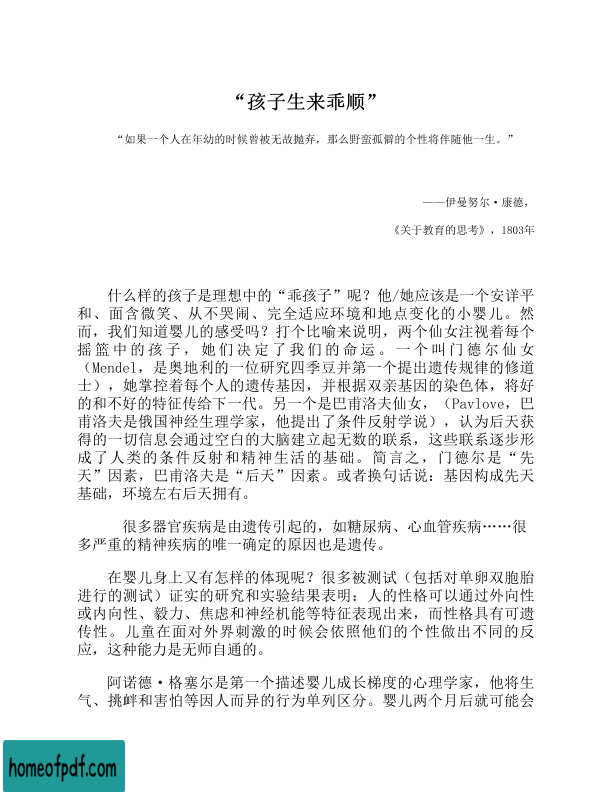 “孩子生来乖顺”
“如果一个人在年幼的时候曾被无故抛弃，那么野蛮孤僻的个性将伴随他一生。”
——伊曼努尔·康德，
《关于教育的思考》，1803年
什么样的孩子是理想中的“乖孩子”呢？他/她应该是一个安详平
和、面含微笑、从不哭闹、完全适应环境和地点变化的小婴儿。然
而，我们知道婴儿的感受吗？打个比喻来说明，两个仙女注视着每个
摇篮中的孩子，她们决定了我们的命运。一个叫门德尔仙女
（Mendel，是奥地利的一位研究四季豆并第一个提出遗传规律的修道
士），她掌控着每个人的遗传基因，并根据双亲基因的染色体，将好
的和不好的特征传给下一代。另一个是巴甫洛夫仙女，（Pavlove，巴
甫洛夫是俄国神经生理学家，他提出了条件反射学说），认为后天获
得的一切信息会通过空白的大脑建立起无数的联系，这些联系逐步形
成了人类的条件反射和精神生活的基础。简言之，门德尔是“先
天”因素，巴甫洛夫是“后天”因素。或者换句话说：基因构成先天
基础，环境左右后天拥有。
很多器官疾病是由遗传引起的，如糖尿病、心血管疾病……很
多严重的精神疾病的唯一确定的原因也是遗传。
在婴儿身上又有怎样的体现呢？很多被测试（包括对单卵双胞胎
进行的测试）证实的研究和实验结果表明：人的性格可以通过外向性
或内向性、毅力、焦虑和神经机能等特征表现出来，而性格具有可遗
传性。儿童在面对外界刺激的时候会依照他们的个性做出不同的反
应，这种能力是无师自通的。
阿诺德·格塞尔是第一个描述婴儿成长梯度的心理学家，他将生
气、挑衅和害怕等因人而异的行为单列区分。婴儿两个月后就可能会
homeofpdf.com